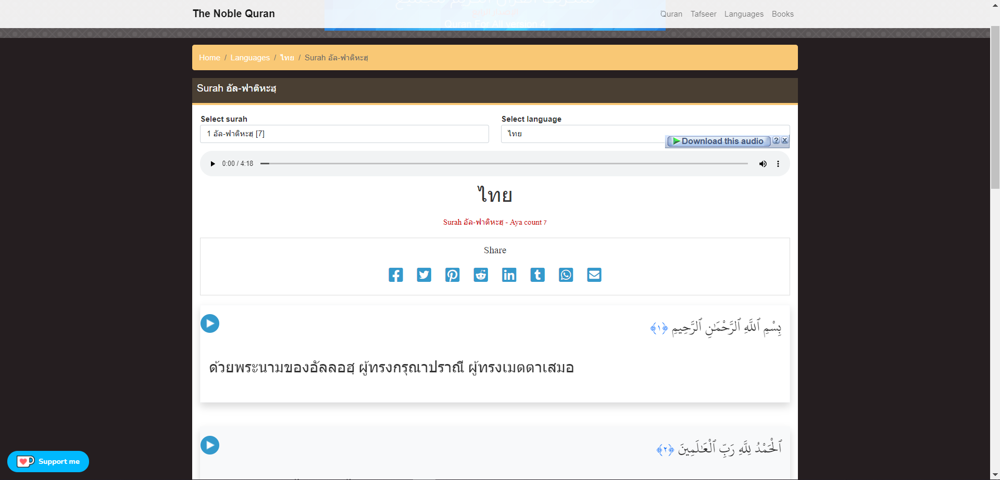 The Noble Quran
Quran For All version 4
Quran Tafseer Languages Books
Home / Languages / ไทย / Surah อัล-ฟาติหะฮฺ
Surah อัล-ฟาติหะฮฺ
Select surah
Select language
1 อัล-ฟาติหะฮฺ [7]
ไทย
Download this audio ? X
0:00 / 4:18
ไทย
Surah อัล-ฟาติหะฮฺ - Aya count 7
Share
بِسْمِ ٱللَّهِ ٱلرَّحْمَـٰنِ ٱلرَّحِيمِ ﴿١﴾
ด้วยพระนามของอัลลอฮฺ ผู้ทรงกรุณาปราณี ผู้ทรงเมตตาเสมอ
ٱلْحَمْدُ لِلَّهِ رَبِّ ٱلْعَـٰلَمِينَ ﴿٢﴾
Support me